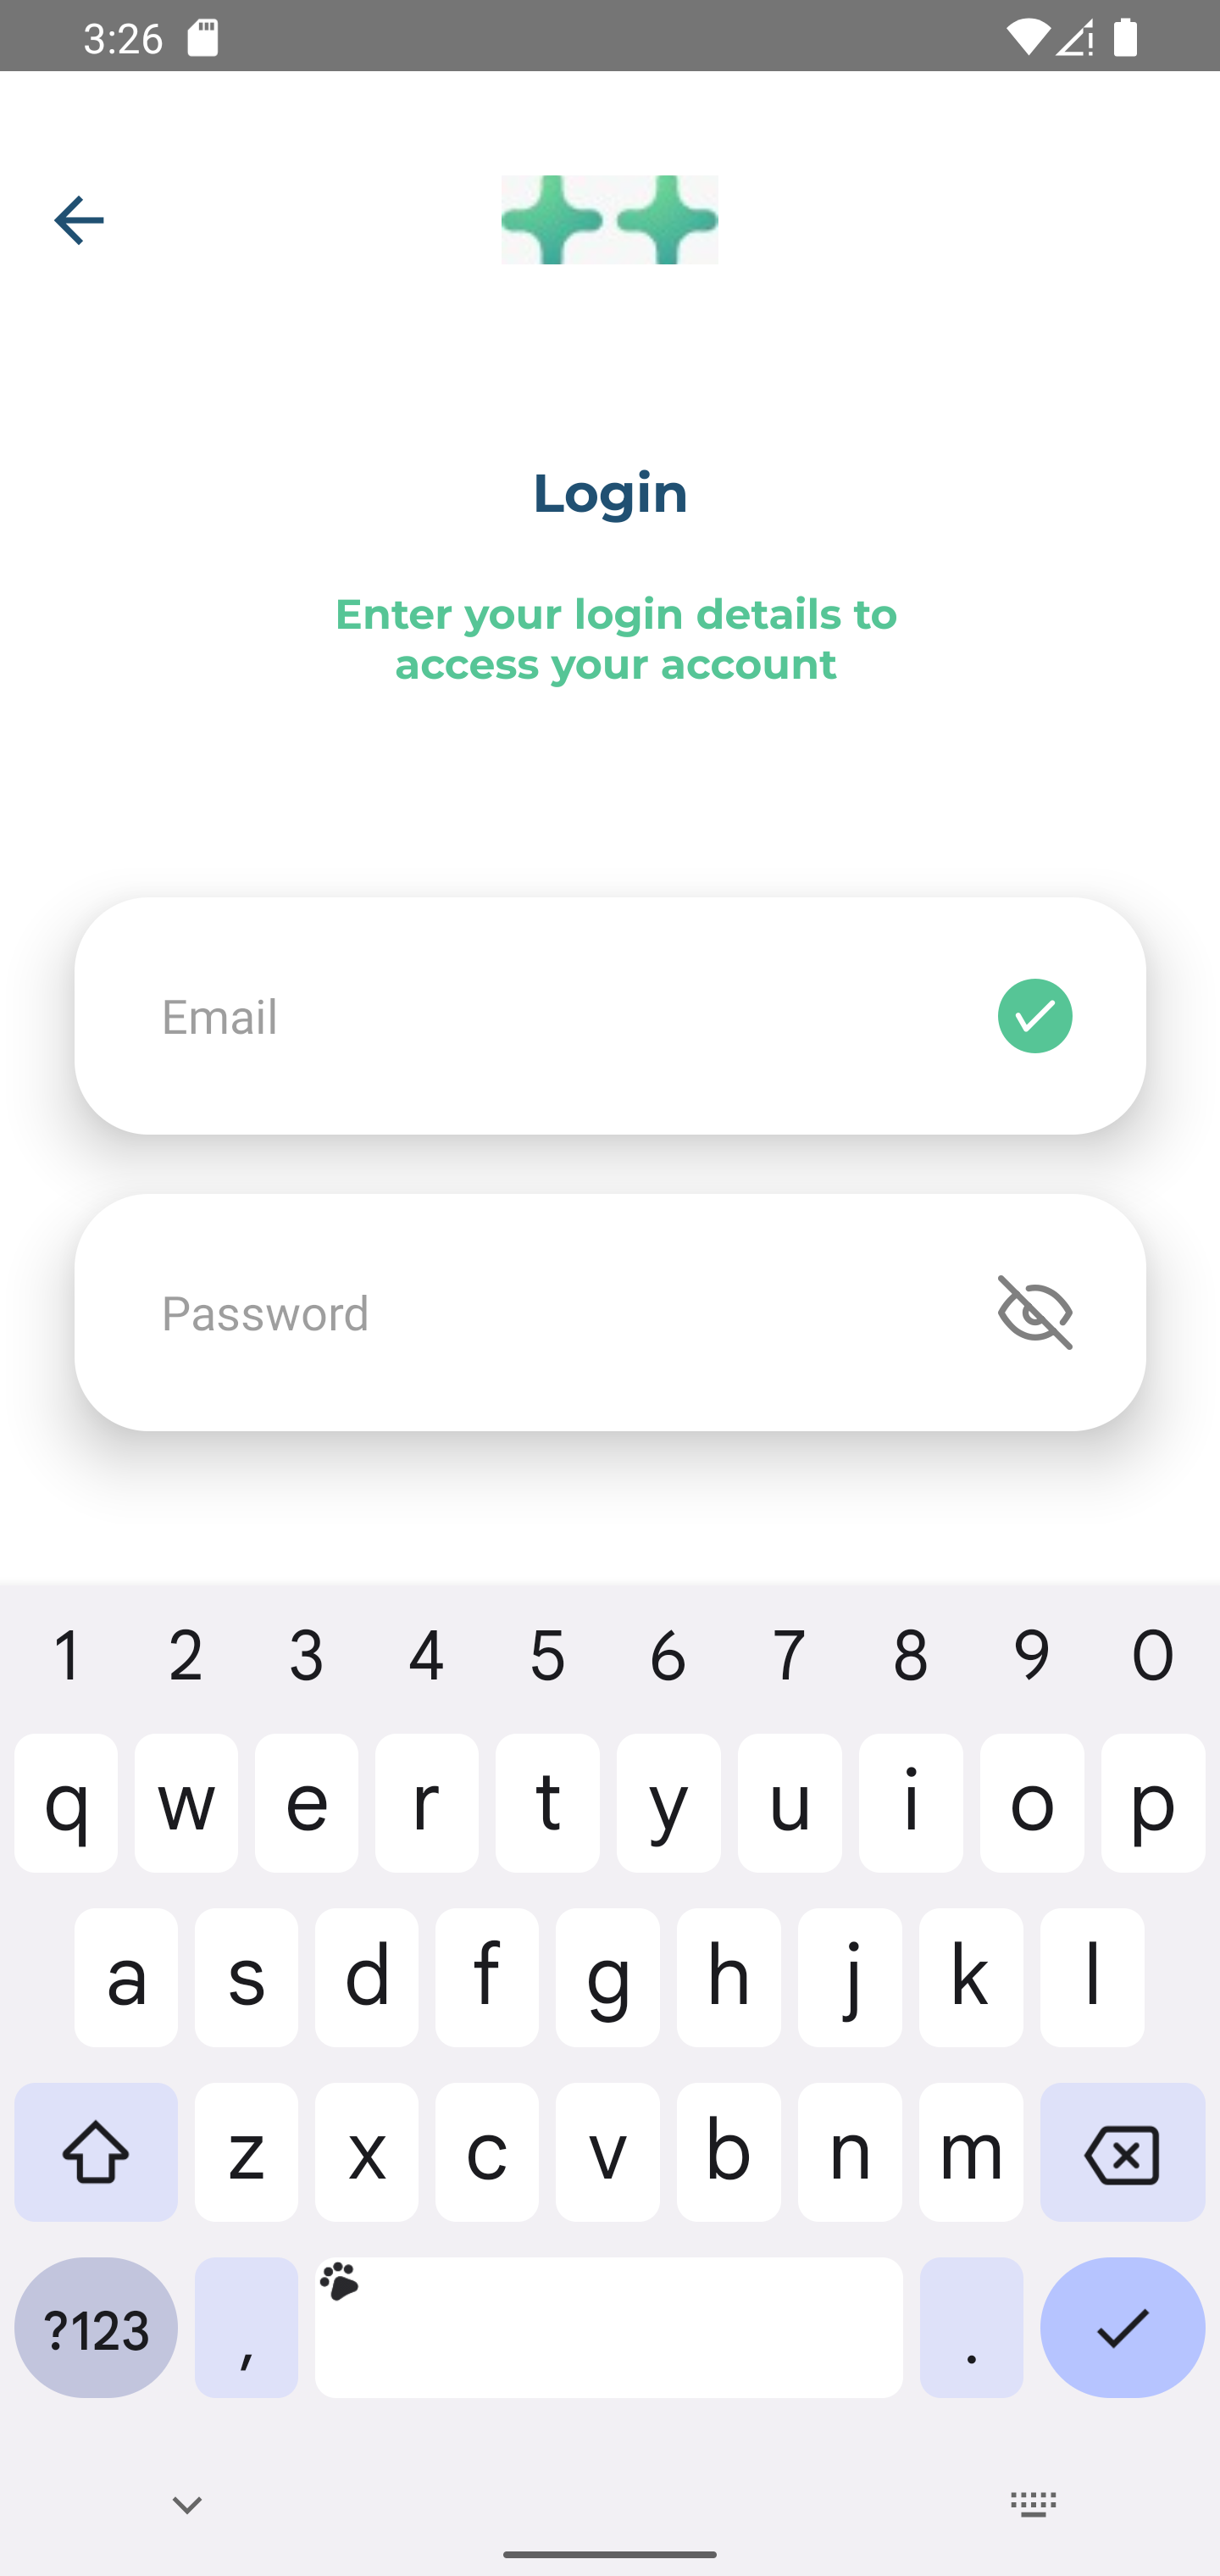 3:26
Login
Enter your login details to
access your account
Email
Password
1 2 3 4 5 6 7 8 9 0
q w e r t y u i o p
a s d f g h j k l
z x c v b n m
?123 , .